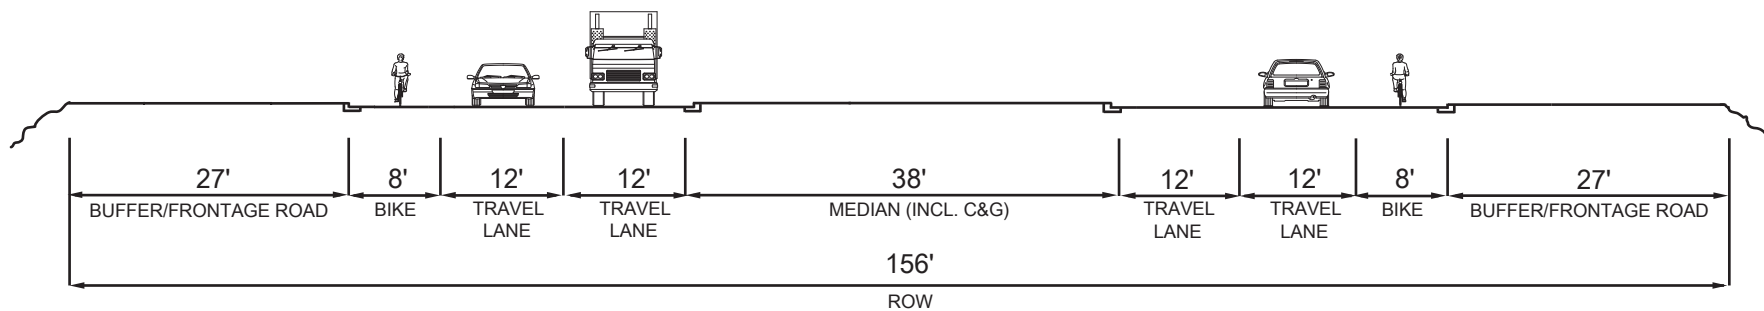 27' 8' 12' 12' 38' 12' 12' 8' 27'
BUFFER/FRONTAGE ROAD BIKE TRAVEL LANE TRAVEL LANE MEDIAN (INCL. C&G) TRAVEL LANE TRAVEL LANE BIKE BUFFER/FRONTAGE ROAD
156'
ROW